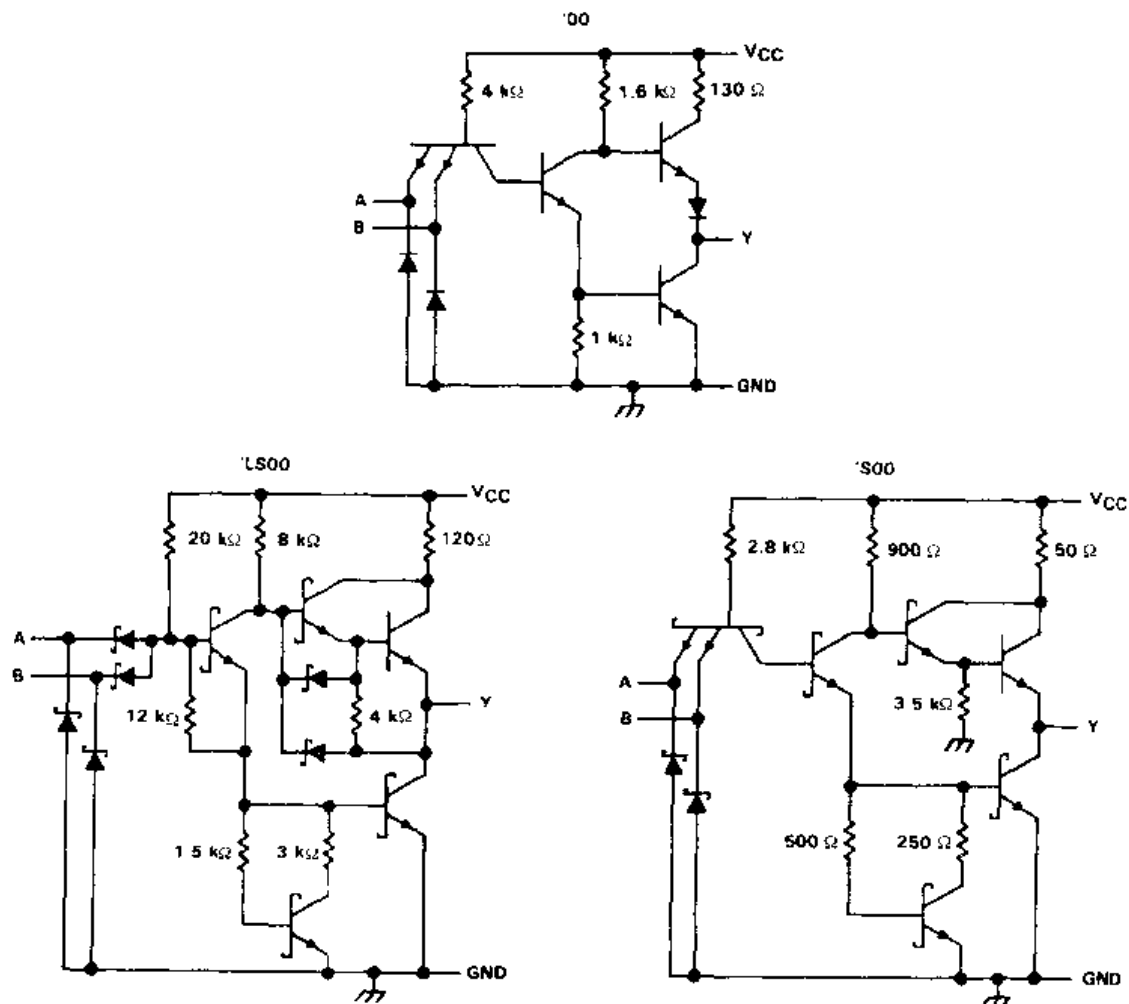 '00
VCC
4 kΩ
1.6 kΩ
130 Ω
A
B
Y
1 kΩ
GND
'LS00
VCC
20 kΩ
8 kΩ
120Ω
A
B
12 kΩ
4 kΩ
Y
1 5 kΩ
3 kΩ
GND
'S00
VCC
2.8 kΩ
900 Ω
50 Ω
A
B
3 5 kΩ
Y
500 Ω
250 Ω
GND